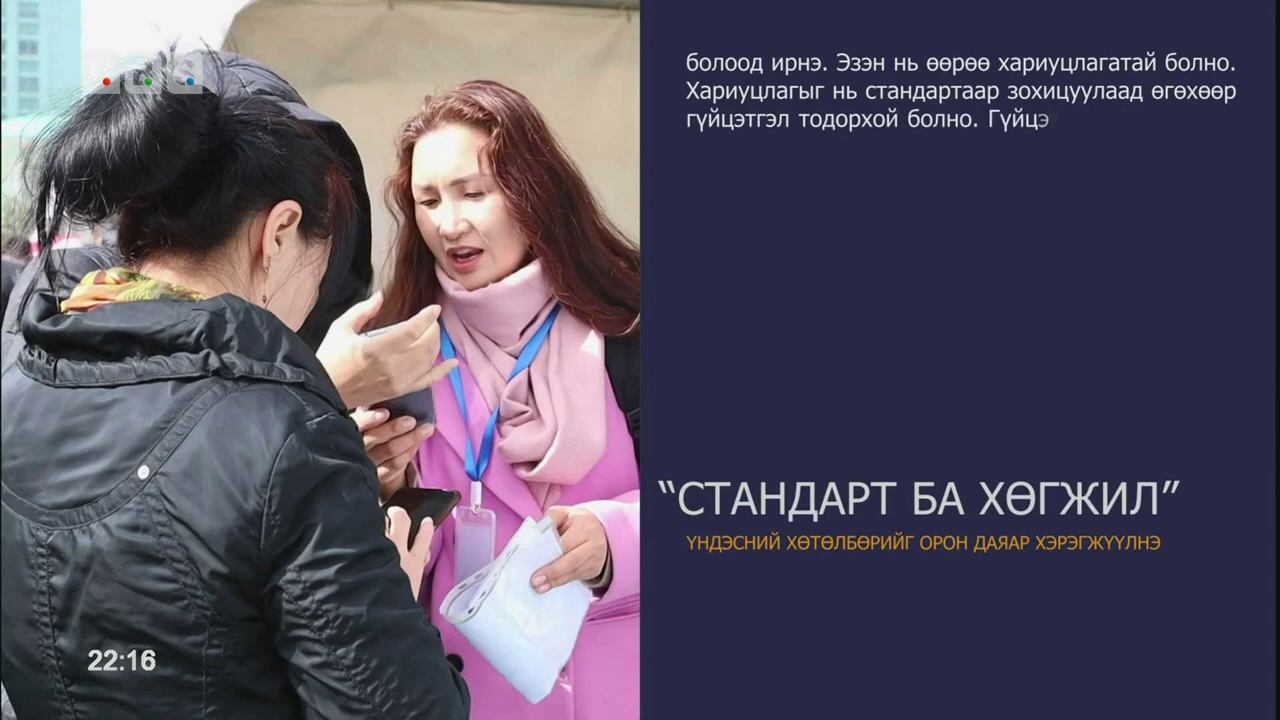 болоод ирнэ. Эзэн нь өөрөө хариуцлагатай болно.
Хариуцлагыг нь стандартаар зохицуулаад өгөхөөр
гүйцэтгэл тодорхой болно. Гүйцэ
“СТАНДАРТ БА ХӨГЖИЛ”
ҮНДЭСНИЙ ХӨТӨЛБӨРИЙГ ОРОН ДАЯАР ХЭРЭГЖҮҮЛНЭ
22:16